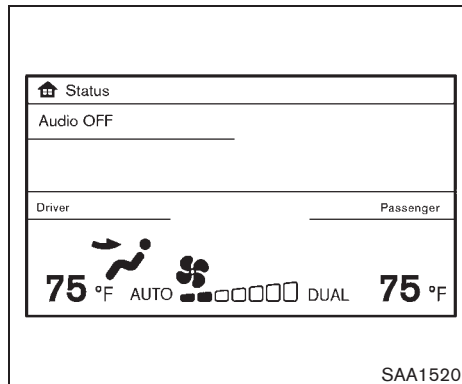 Status
Audio OFF
Driver Passenger
75 °F AUTO DUAL 75 °F
SAA1520